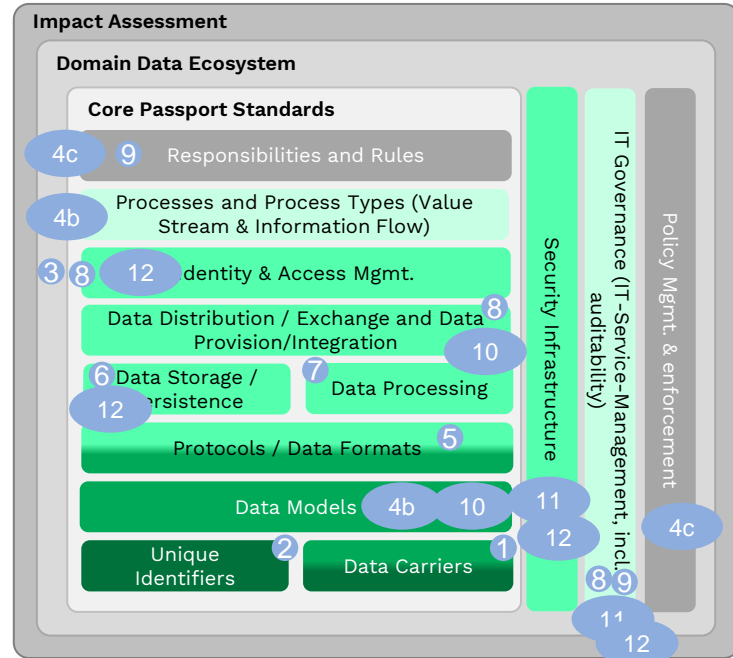 Impact Assessment
Domain Data Ecosystem
Core Passport Standards
4c
9
Responsibilities and Rules
4b
Processes and Process Types (Value
Stream & Information Flow)
3
8
12
dentity & Access Mgmt.
8
Data Distribution / Exchange and Data
Provision/Integration
10
6
Data Storage /
ersistence
12
7
Data Processing
Protocols / Data Formats
5
Data Models
4b
10
11
12
Unique
Identifiers
2
Data Carriers
1
Security Infrastructure
IT Governance (IT-Service-Management, incl.
auditability)
8
9
11
12
Policy Mgmt. & enforcement
4c